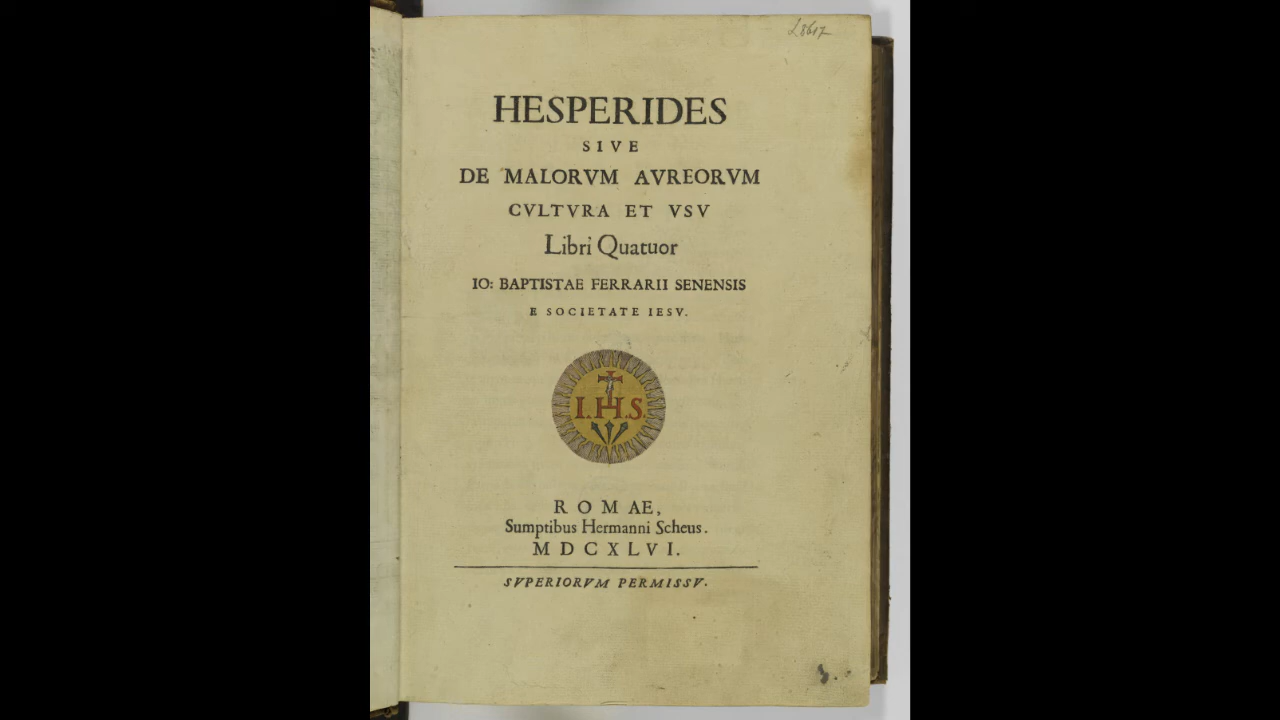 L8617
HESPERIDES
SIVE
DE MALORVM AVREORVM
CVLTVRA ET VSV
Libri Quatuor
IO: BAPTISTAE FERRARII SENENSIS
E SOCIETATE IESV.
I.H.S.
ROMAE,
Sumptibus Hermanni Scheus.
MDCXLVI.
SVPERIORVM PERMISSV.